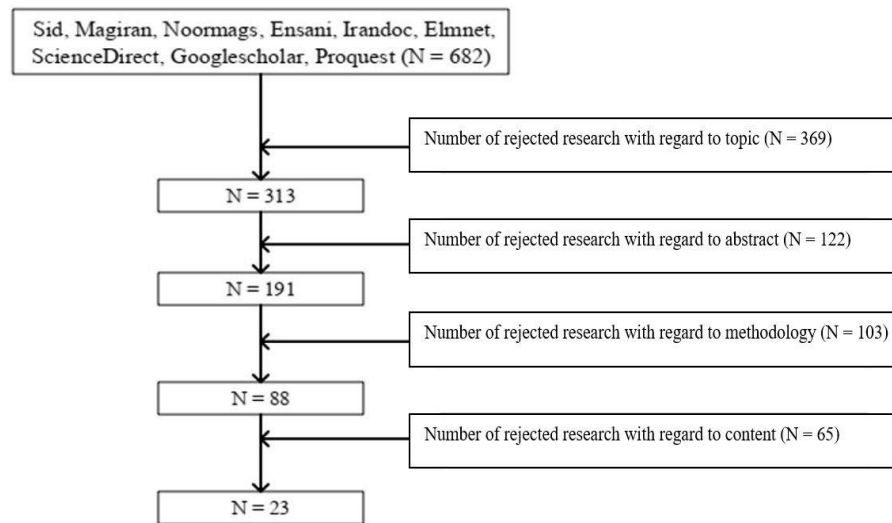 Sid, Magiran, Noormags, Ensani, Irandoc, Elmnet,
ScienceDirect, Googlescholar, Proquest (N = 682)
Number of rejected research with regard to topic (N = 369)
N = 313
Number of rejected research with regard to abstract (N = 122)
N = 191
Number of rejected research with regard to methodology (N = 103)
N = 88
Number of rejected research with regard to content (N = 65)
N = 23